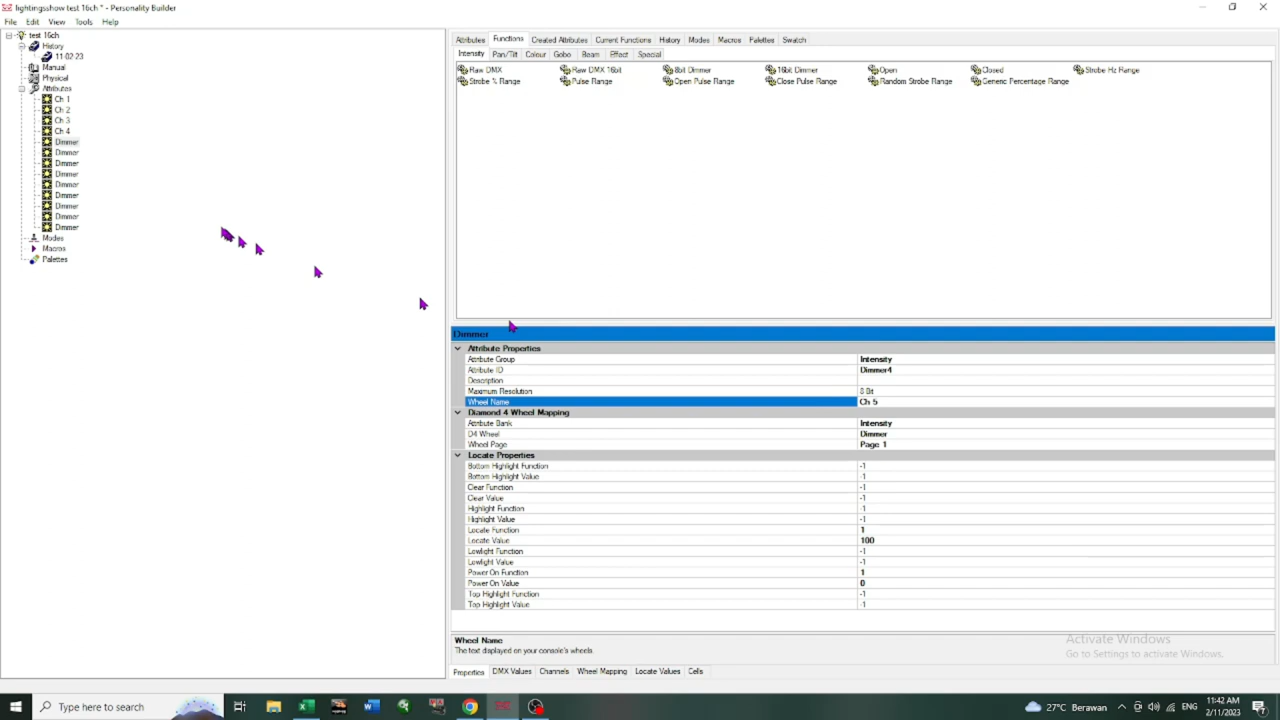 lightingsshow test 16ch * - Personality Builder
File Edit View Tools Help
test 16ch
History
11-02-23
Manual
Physical
Attributes
Ch 1
Ch 2
Ch 3
Ch 4
Dimmer
Dimmer
Dimmer
Dimmer
Dimmer
Dimmer
Dimmer
Dimmer
Dimmer
Modes
Macros
Palettes
Attributes Functions Created Attributes Current Functions History Modes Macros Palettes Swatch
Intensity Pan/Tilt Colour Gobo Beam Effect Special
Raw DMX Raw DMX 16bit 8bit Dimmer 16bit Dimmer Open Closed Strobe Hz Range
Strobe % Range Pulse Range Open Pulse Range Close Pulse Range Random Strobe Range Generic Percentage Range
Dimmer
Attribute Properties
Attribute Group Intensity
Attribute ID Dimmer4
Description
Maximum Resolution 8 Bit
Wheel Name Ch 5
Diamond 4 Wheel Mapping
Attribute Bank Intensity
D4 Wheel Dimmer
Wheel Page Page 1
Locate Properties
Bottom Highlight Function -1
Bottom Highlight Value -1
Clear Function -1
Clear Value -1
Highlight Function -1
Highlight Value -1
Locate Function 1
Locate Value 100
Lowlight Function -1
Lowlight Value -1
Power On Function 1
Power On Value 0
Top Highlight Function -1
Top Highlight Value -1
Wheel Name
The text displayed on your console's wheels
Activate Windows
Go to Settings to activate Windows.
Properties DMX Values Channels Wheel Mapping Locate Values Cells
Type here to search
27°C Berawan
ENG
11:42 AM
2/11/2023